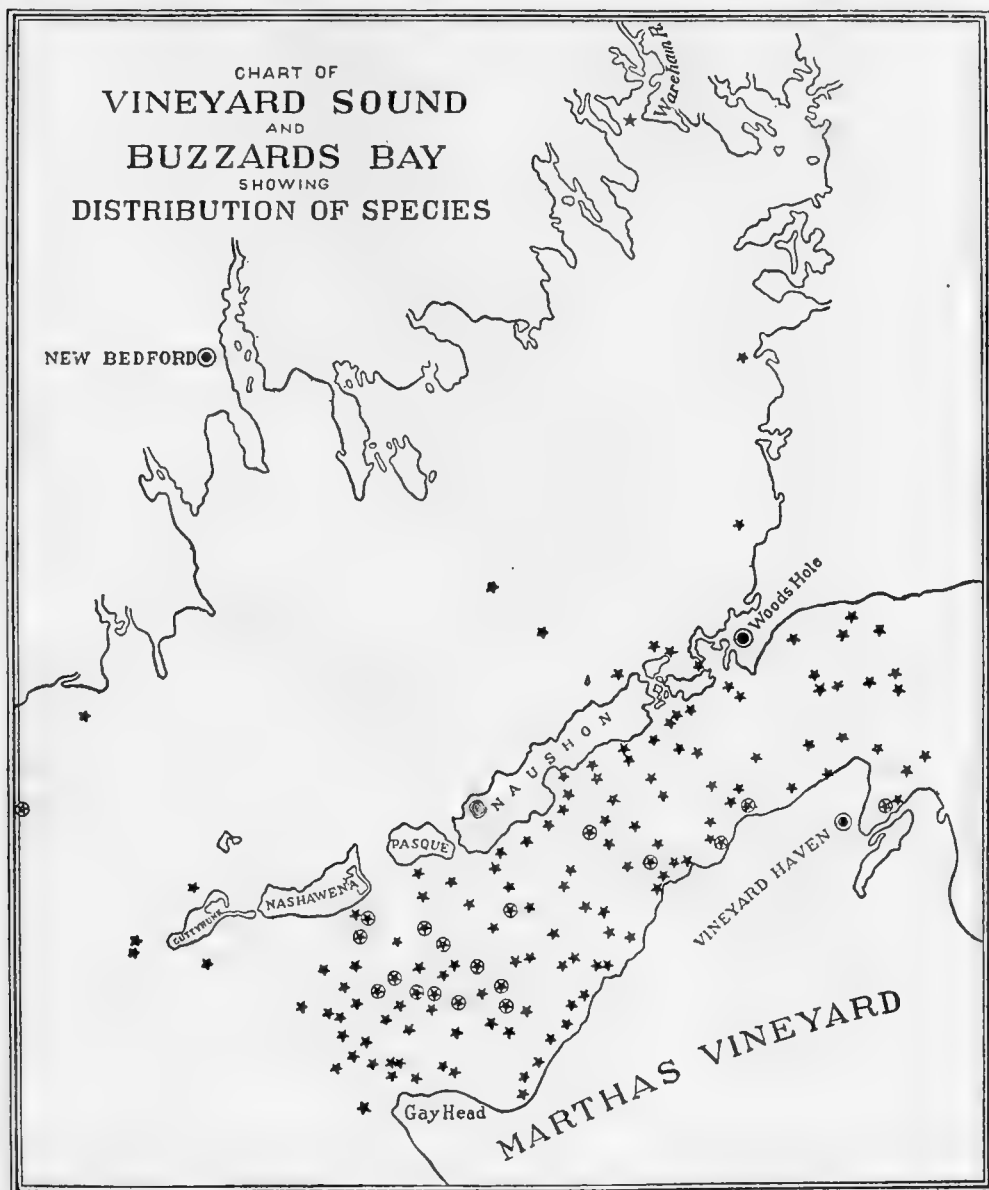 CHART OF
VINEYARD SOUND
AND
BUZZARDS BAY
SHOWING
DISTRIBUTION OF SPECIES
Wareham R.
NEW BEDFORD
Woods Hole
NAUSHON
PASQUE
NASHAWENA
CUTTYHUNK
VINEYARD HAVEN
MARTHAS VINEYARD
Gay Head